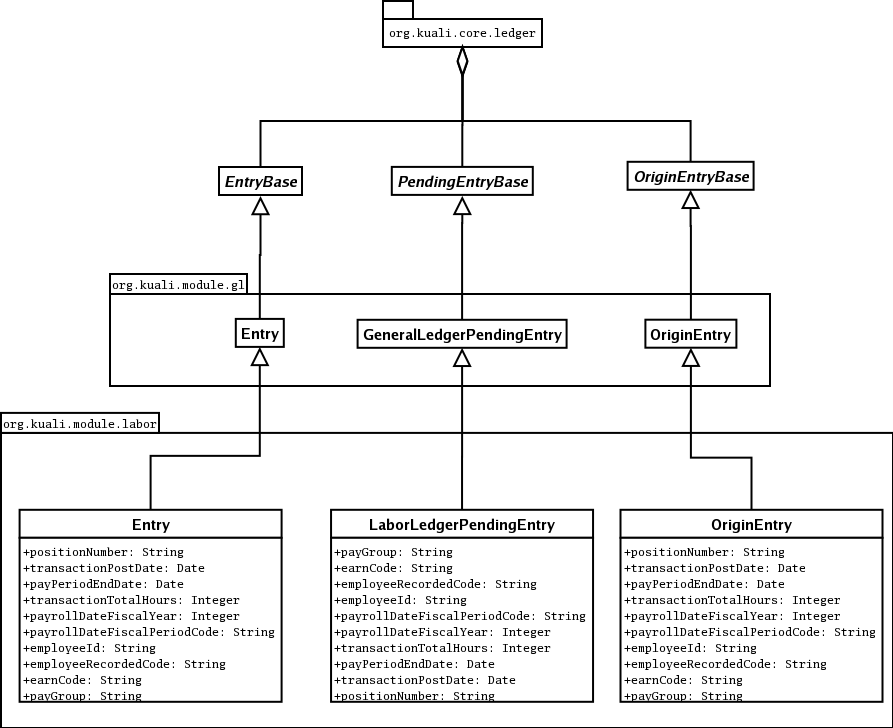 org.kuali.core.ledger
EntryBase
PendingEntryBase
OriginEntryBase
org.kuali.module.gl
Entry
GeneralLedgerPendingEntry
OriginEntry
org.kuali.module.labor
Entry
+positionNumber: String
+transactionPostDate: Date
+payPeriodEndDate: Date
+transactionTotalHours: Integer
+payrollDateFiscalYear: Integer
+payrollDateFiscalPeriodCode: String
+employeeId: String
+employeeRecordedCode: String
+earnCode: String
+payGroup: String
LaborLedgerPendingEntry
+payGroup: String
+earnCode: String
+employeeRecordedCode: String
+employeeId: String
+payrollDateFiscalPeriodCode: String
+payrollDateFiscalYear: Integer
+transactionTotalHours: Integer
+payPeriodEndDate: Date
+transactionPostDate: Date
+positionNumber: String
OriginEntry
+positionNumber: String
+transactionPostDate: Date
+payPeriodEndDate: Date
+transactionTotalHours: Integer
+payrollDateFiscalYear: Integer
+payrollDateFiscalPeriodCode: String
+employeeId: String
+employeeRecordedCode: String
+earnCode: String
+payGroup: String